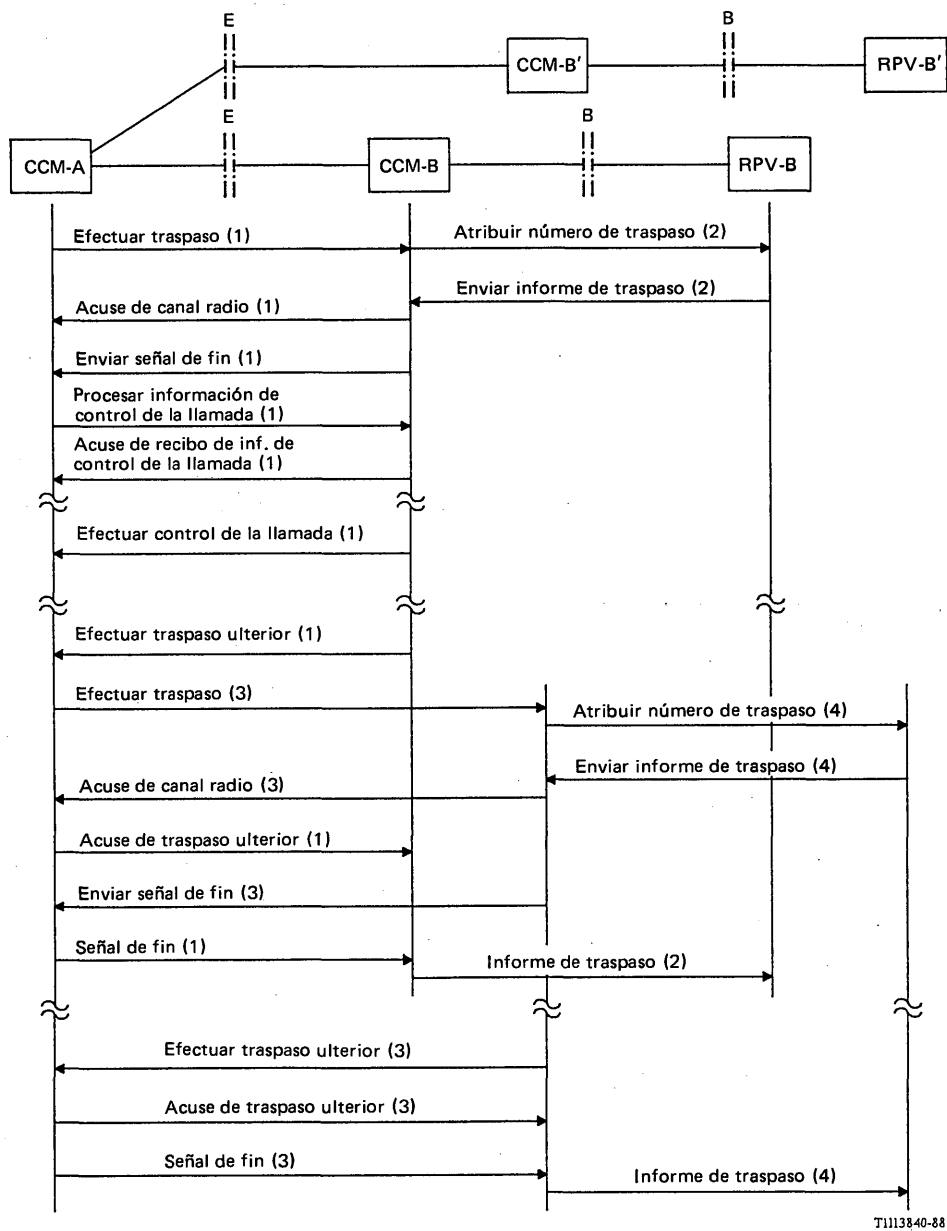 E
B
CCM-B'
RPV-B'
E
B
CCM-A
CCM-B
RPV-B
Efectuar traspaso (1)
Atribuir número de traspaso (2)
Enviar informe de traspaso (2)
Acuse de canal radio (1)
Enviar señal de fin (1)
Procesar información de
control de la llamada (1)
Acuse de recibo de inf. de
control de la llamada (1)
Efectuar control de la llamada (1)
Efectuar traspaso ulterior (1)
Efectuar traspaso (3)
Atribuir número de traspaso (4)
Enviar informe de traspaso (4)
Acuse de canal radio (3)
Acuse de traspaso ulterior (1)
Enviar señal de fin (3)
Señal de fin (1)
Informe de traspaso (2)
Efectuar traspaso ulterior (3)
Acuse de traspaso ulterior (3)
Señal de fin (3)
Informe de traspaso (4)
T1113840-88